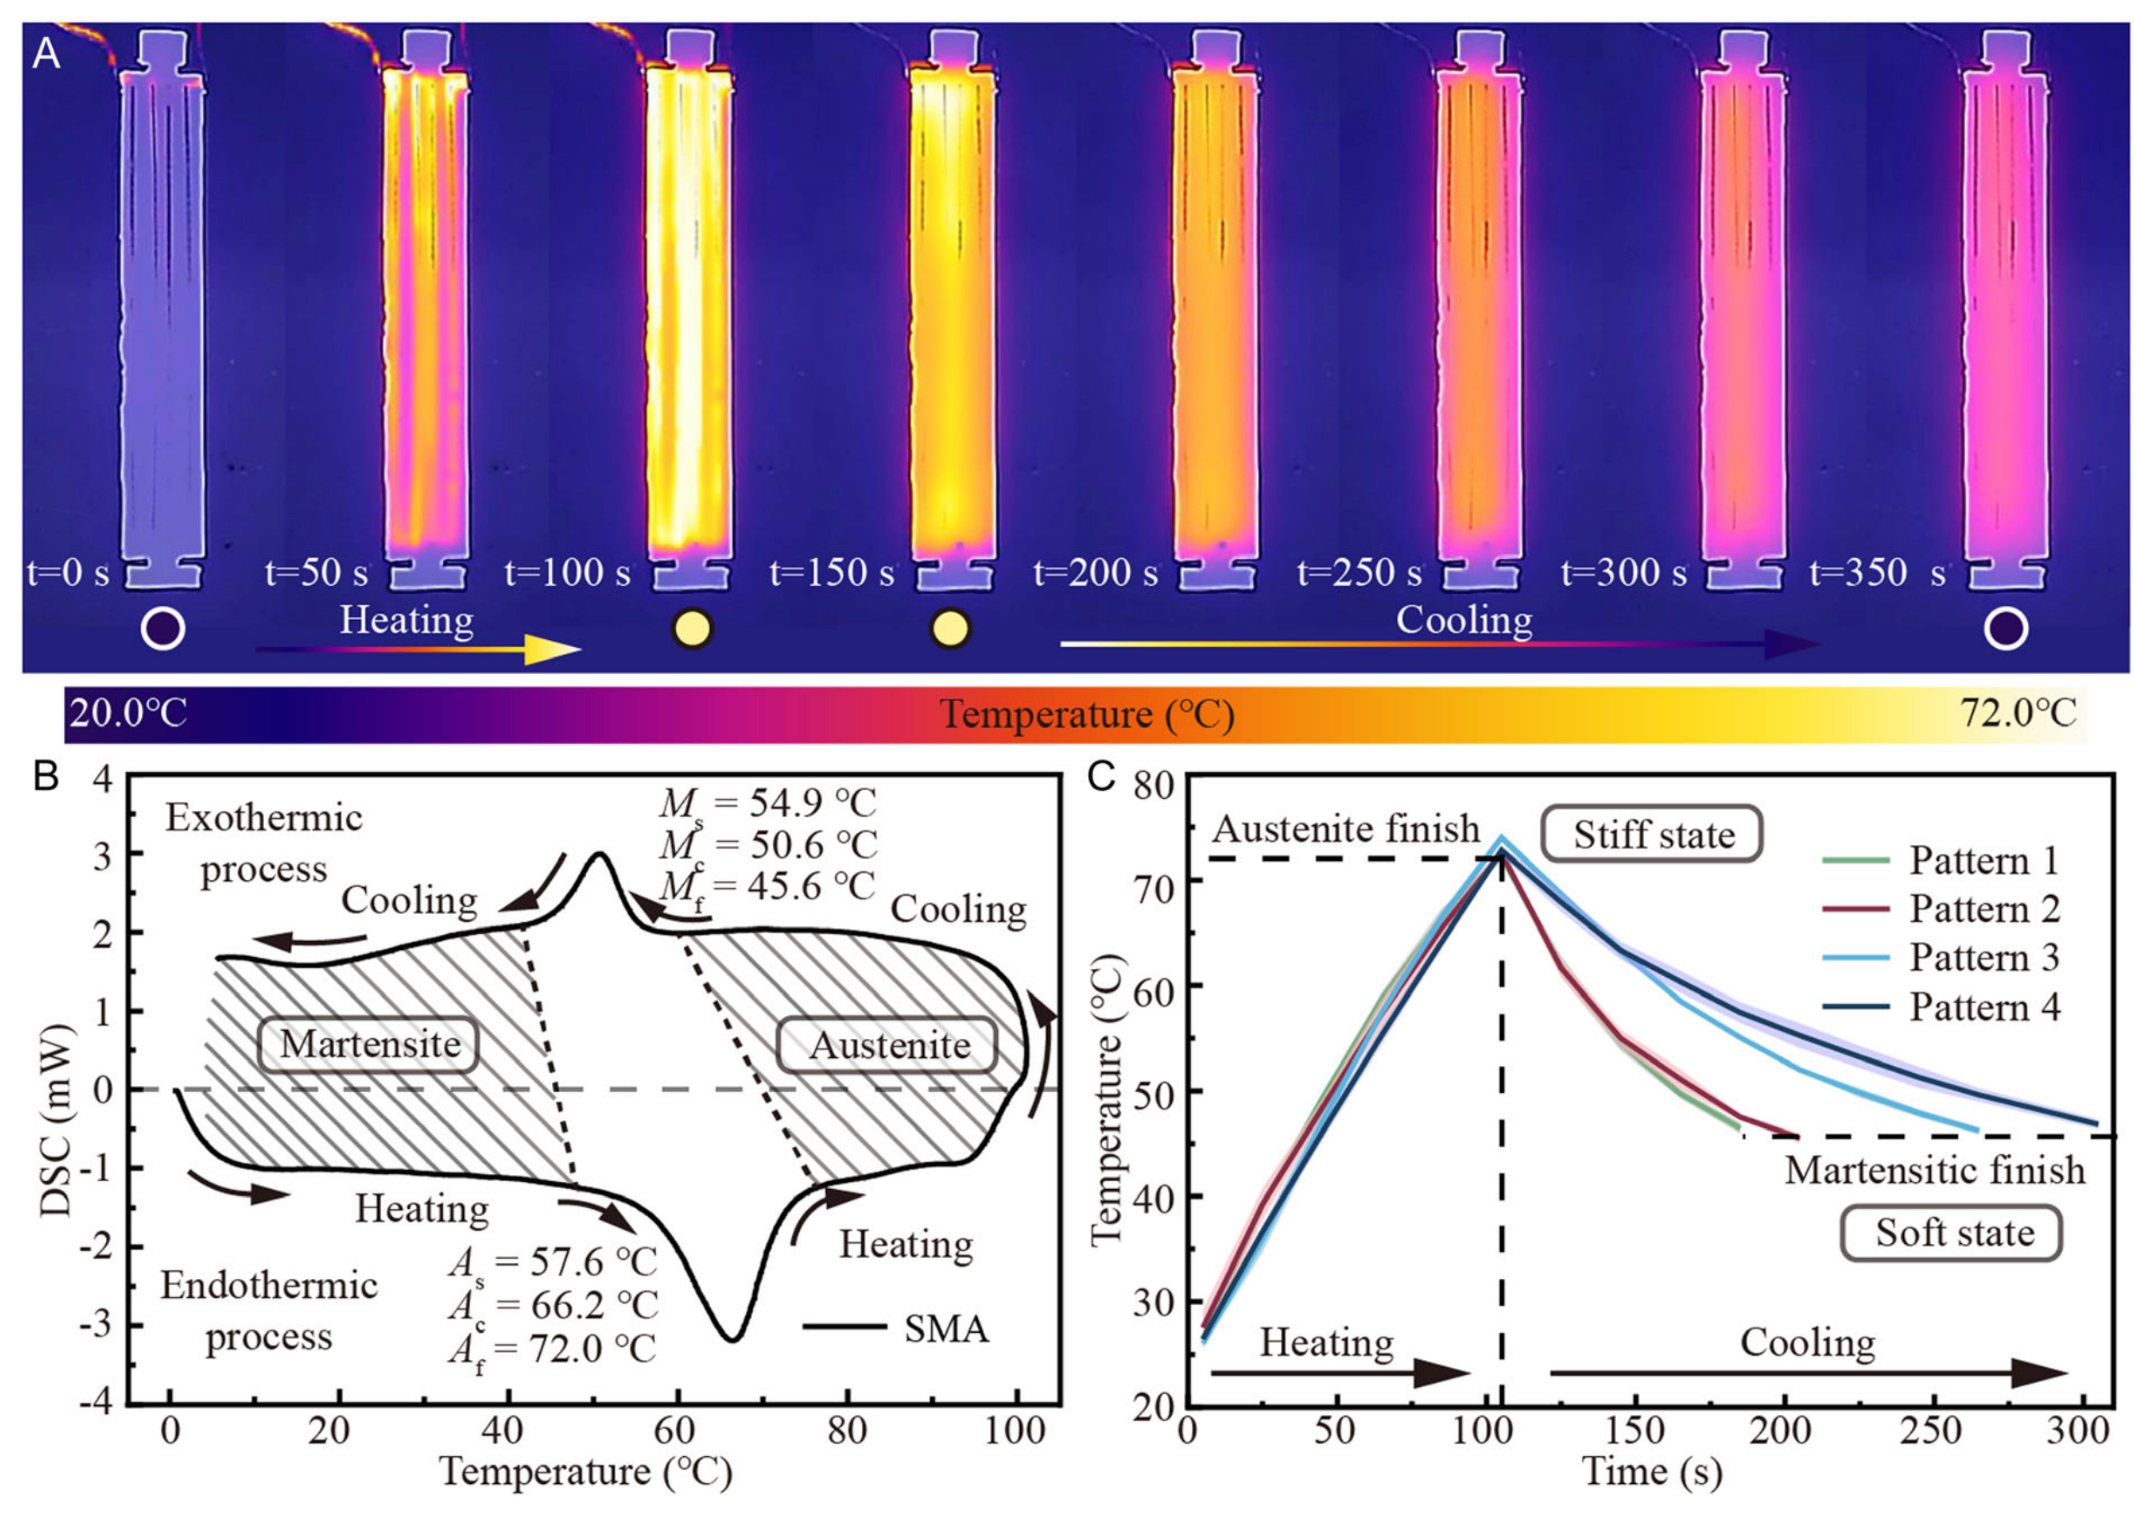 A
t=0 s
t=50 s
t=100 s
t=150 s
t=200 s
t=250 s
t=300 s
t=350 s
Heating
Cooling
20.0°C
Temperature (°C)
72.0°C
B
4
3
2
1
0
-1
-2
-3
-4
DSC (mW)
Exothermic
process
Cooling
Ms = 54.9 °C
Mc = 50.6 °C
Mf = 45.6 °C
Cooling
Martensite
Austenite
Heating
As = 57.6 °C
Ac = 66.2 °C
Af = 72.0 °C
Heating
Endothermic
process
SMA
0
20
40
60
80
100
Temperature (°C)
C
80
70
60
50
40
30
20
Temperature (°C)
Austenite finish
Stiff state
Pattern 1
Pattern 2
Pattern 3
Pattern 4
Martensitic finish
Soft state
Heating
Cooling
0
50
100
150
200
250
300
Time (s)